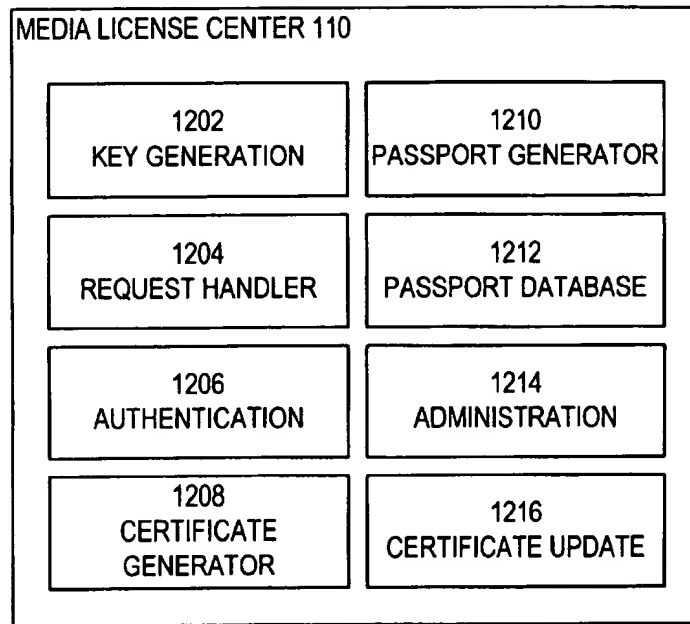 MEDIA LICENSE CENTER 110
1202
KEY GENERATION
1210
PASSPORT GENERATOR
1204
REQUEST HANDLER
1212
PASSPORT DATABASE
1206
AUTHENTICATION
1214
ADMINISTRATION
1208
CERTIFICATE
GENERATOR
1216
CERTIFICATE UPDATE